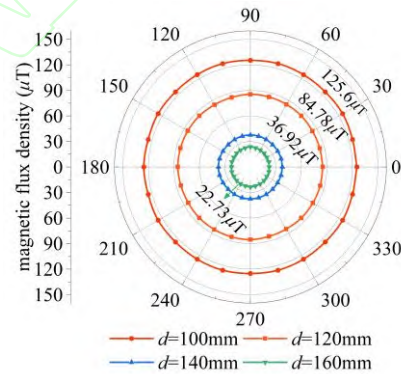 90
120
60
150
30
180
0
210
330
240
300
270
150
120
90
60
30
0
30
60
90
120
150
magnetic flux density (μT)
125.6μT
84.78μT
36.92μT
22.73μT
d=100mm
d=120mm
d=140mm
d=160mm